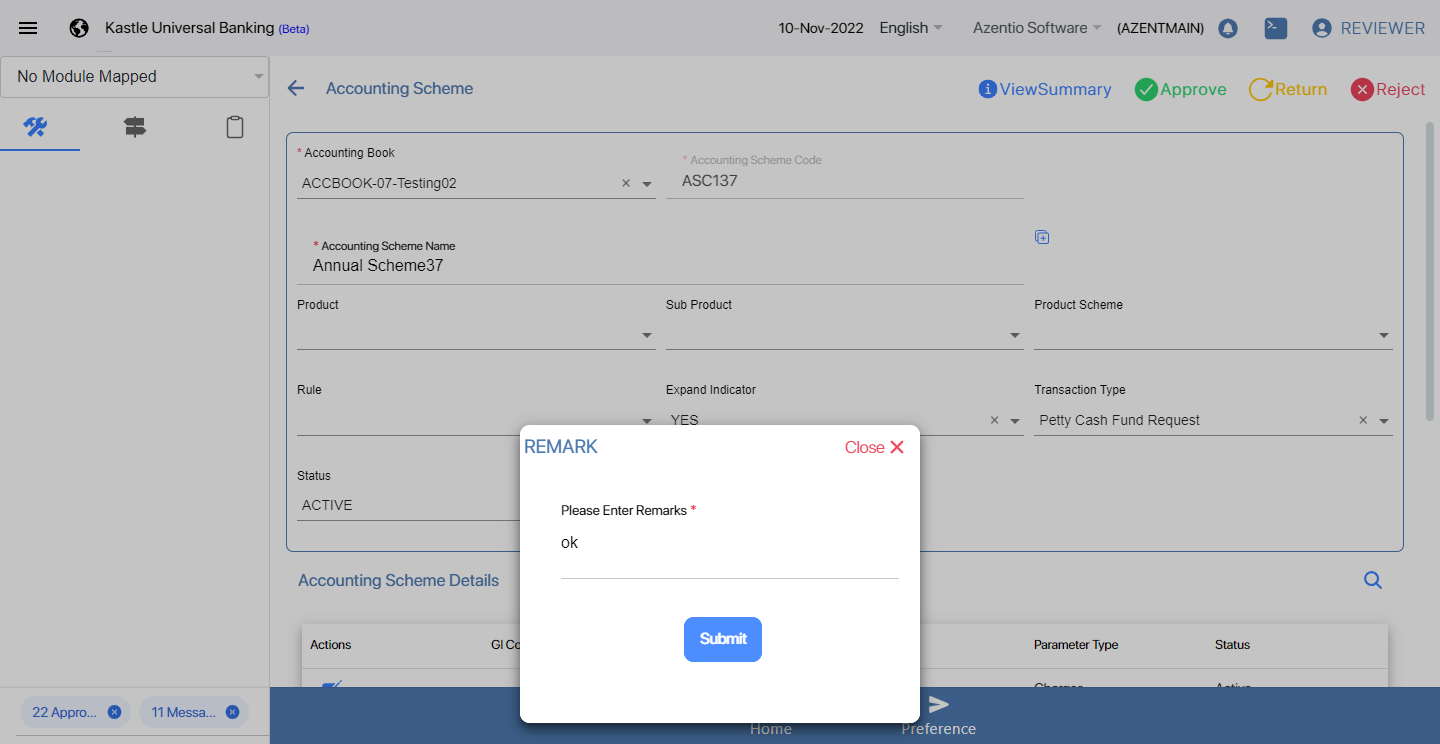 Kastle Universal Banking (Beta) 10-Nov-2022 English Azentio Software (AZENTMAIN) REVIEWER
No Module Mapped
Accounting Scheme ViewSummary Approve Return Reject
* Accounting Book
* Accounting Scheme Code
ACCBOOK-07-Testing02 ASC137
* Accounting Scheme Name
Annual Scheme37
Product Sub Product Product Scheme
Rule Expand Indicator Transaction Type
YES Petty Cash Fund Request
REMARK Close
Status
ACTIVE
Please Enter Remarks *
ok
Accounting Scheme Details
Submit
Actions Gl Co Parameter Type Status
Charges Active
22 Appro... 11 Messa...
Home Preference